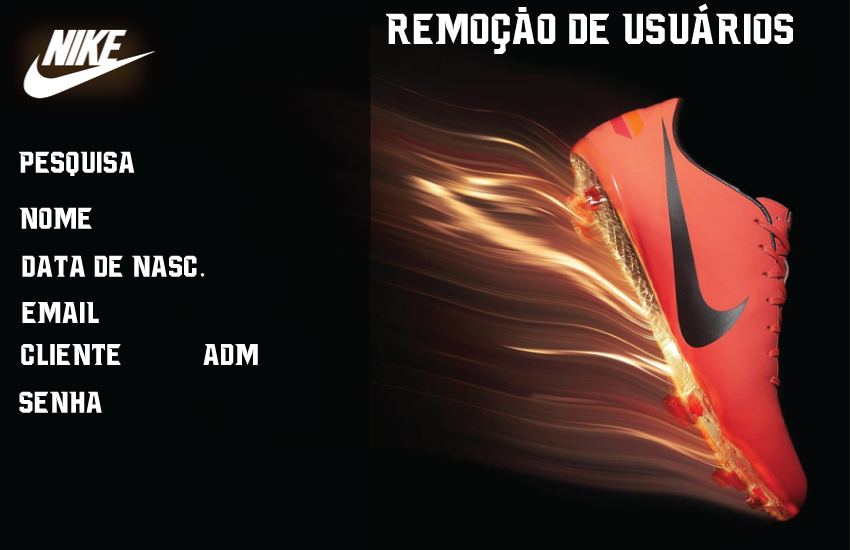 REMOÇÃO DE USUÁRIOS
NIKE
PESQUISA
NOME
DATA DE NASC.
EMAIL
CLIENTE ADM
SENHA